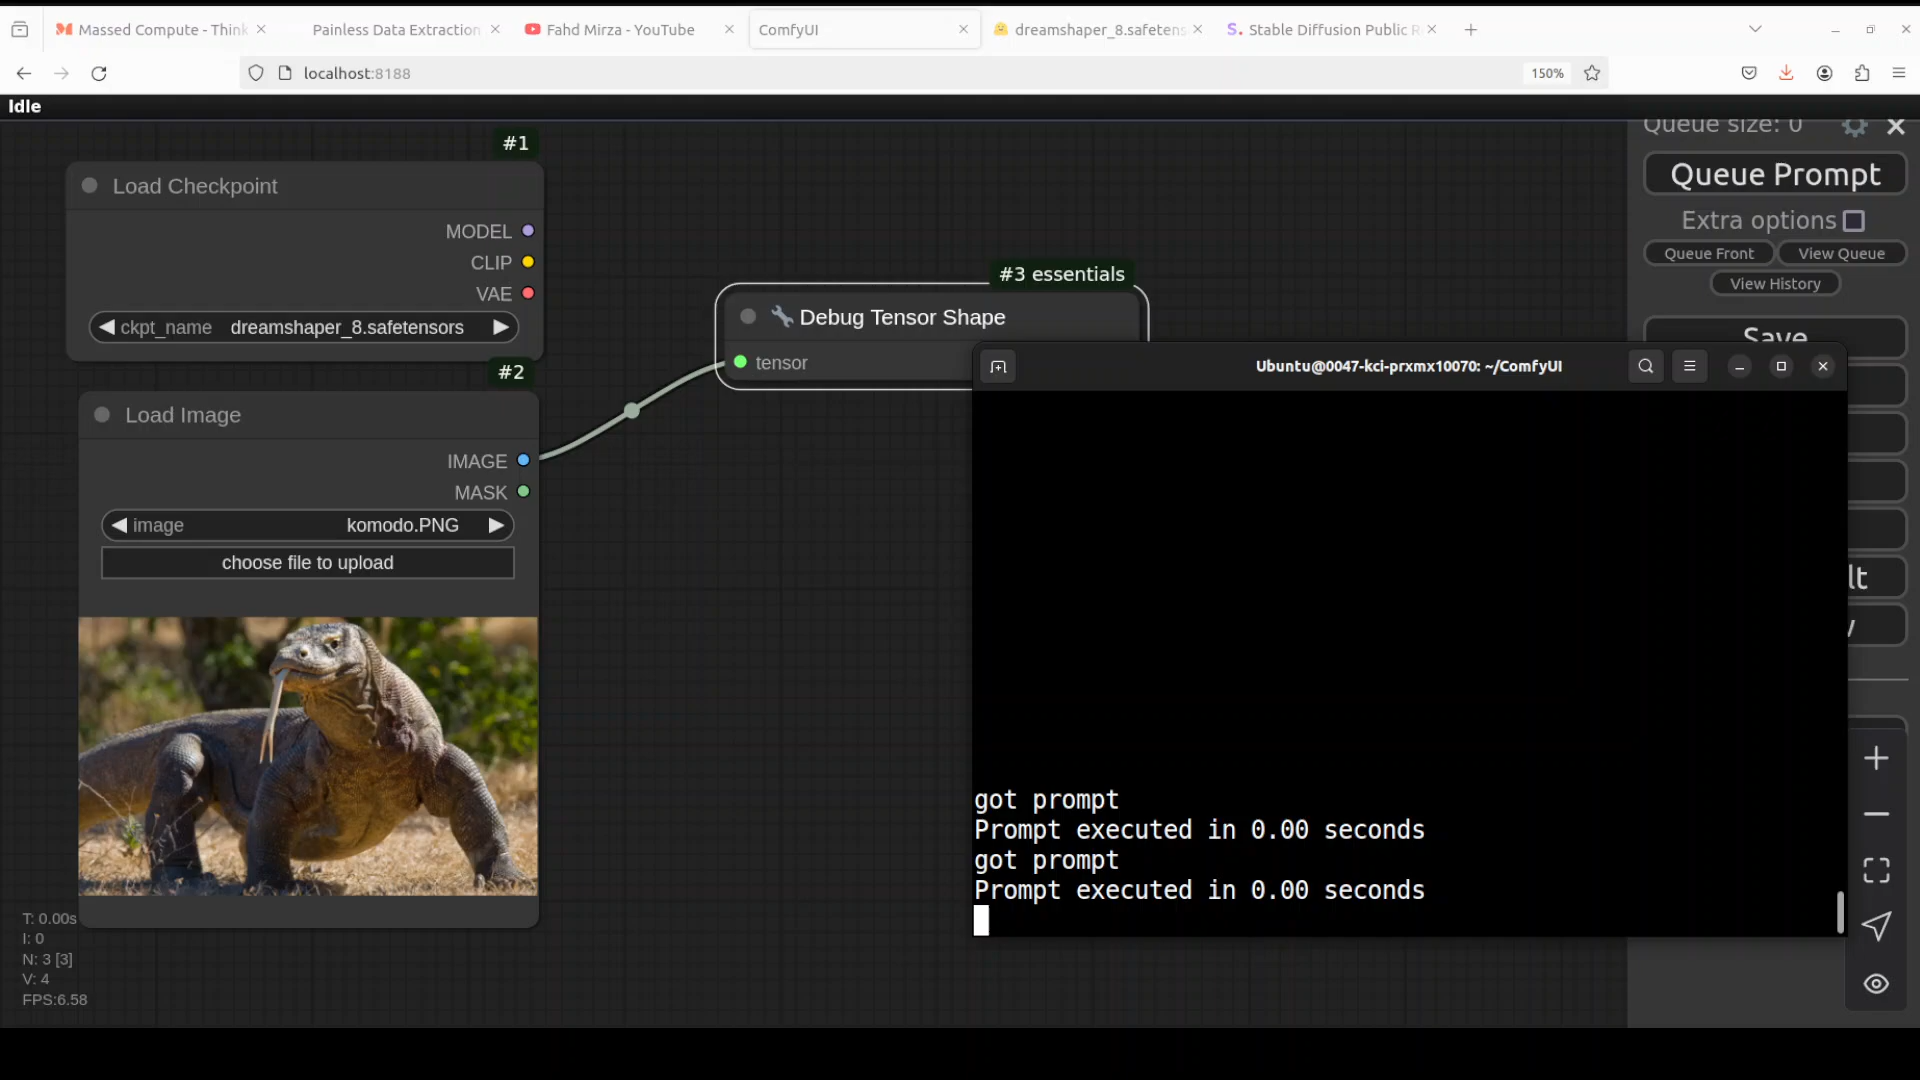 Massed Compute - Think
Painless Data Extraction
Fahd Mirza - YouTube
ComfyUI
dreamshaper_8.safetens
Stable Diffusion Public R
localhost:8188
150%
Idle
#1
Load Checkpoint
MODEL
CLIP
VAE
ckpt_name dreamshaper_8.safetensors
#2
Load Image
IMAGE
MASK
image komodo.PNG
choose file to upload
#3 essentials
🔧 Debug Tensor Shape
tensor
Queue size: 0
Queue Prompt
Extra options
Queue Front
View Queue
View History
Save
lt
Ubuntu@0047-kci-prxmx10070: ~/ComfyUI
got prompt
Prompt executed in 0.00 seconds
got prompt
Prompt executed in 0.00 seconds
T: 0.00s
I: 0
N: 3 [3]
V: 4
FPS:6.58